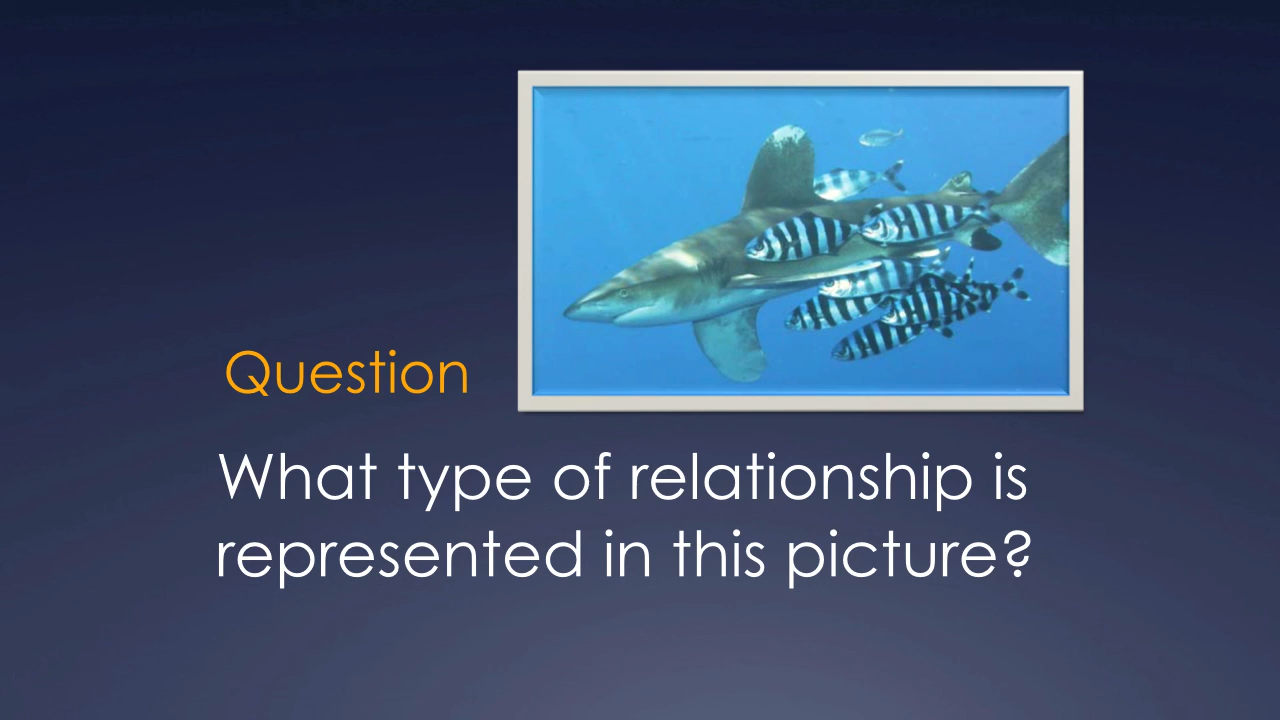 Question
What type of relationship is
represented in this picture?